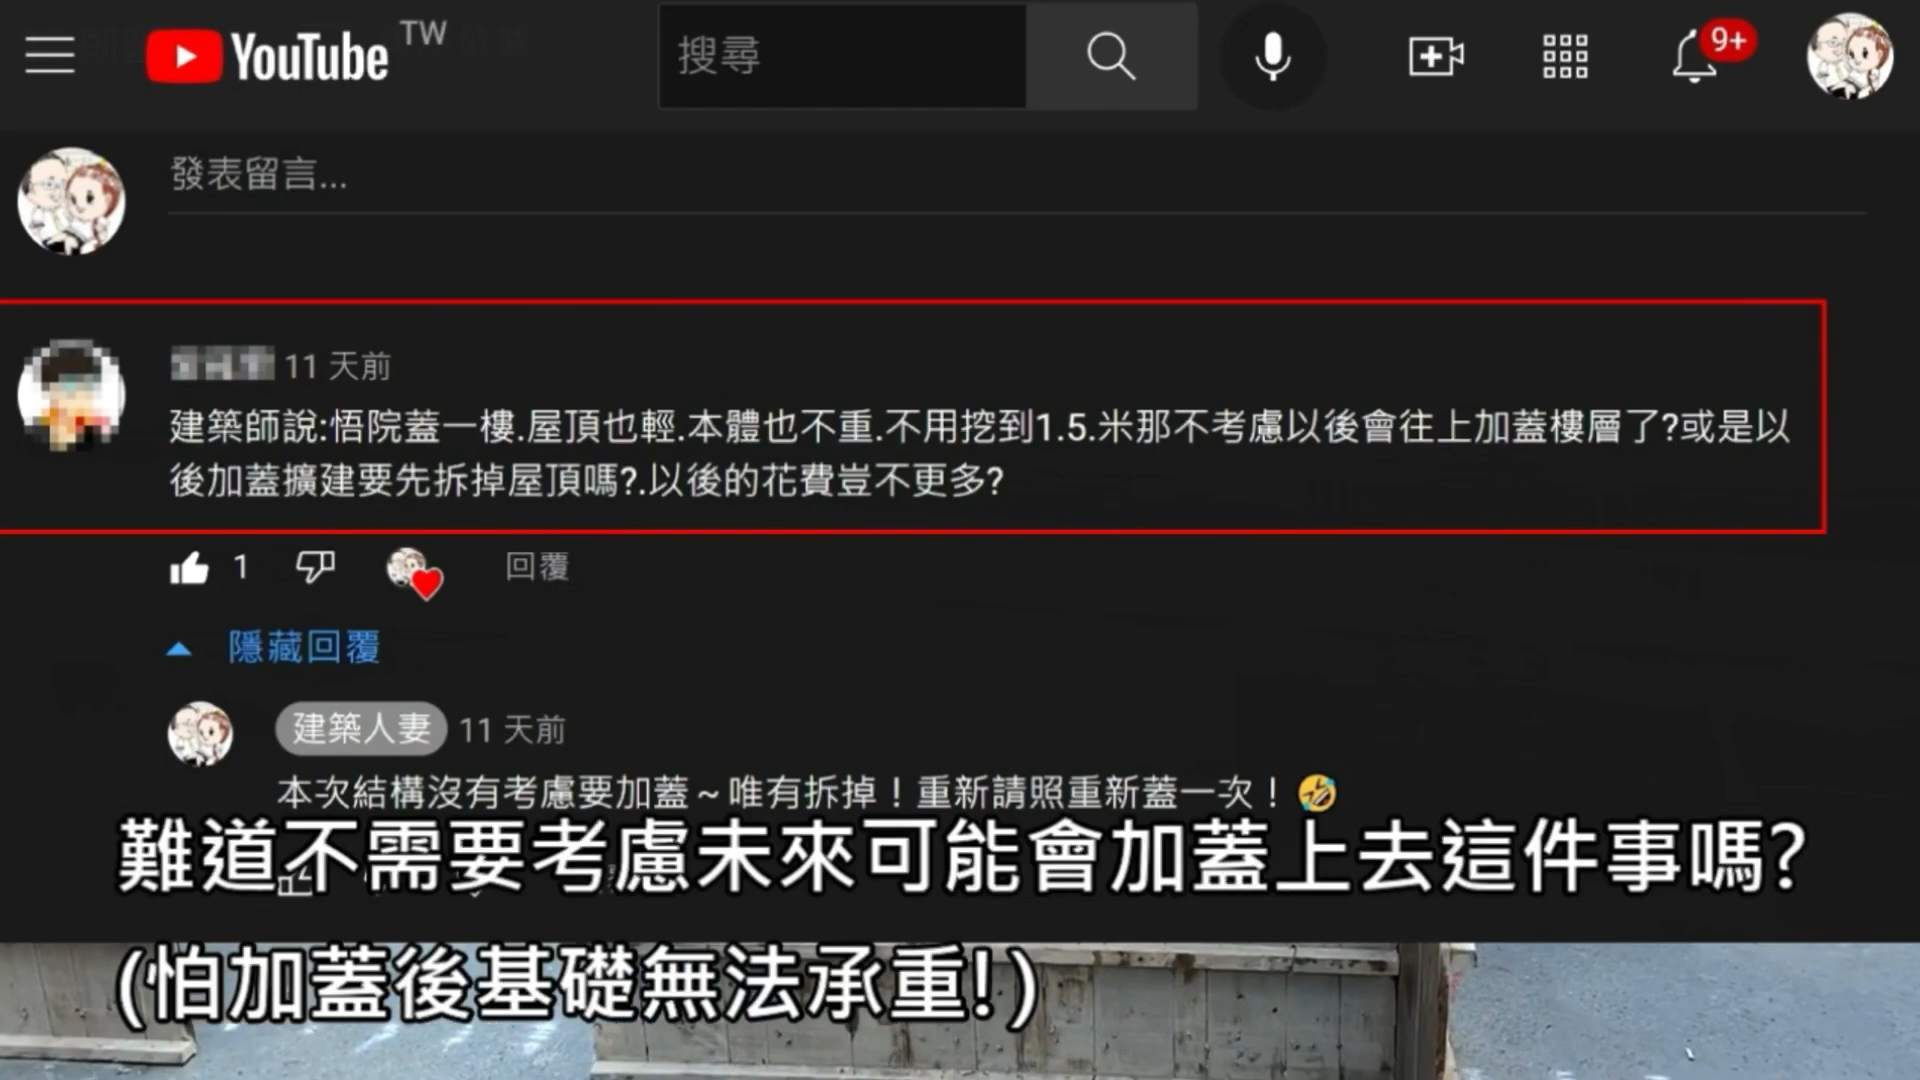 YouTube TW
搜尋
9+
發表留言...
11 天前
建築師說:悟院蓋一樓.屋頂也輕.本體也不重.不用挖到1.5.米那不考慮以後會往上加蓋樓層了?或是以
後加蓋擴建要先拆掉屋頂嗎?.以後的花費豈不更多?
1
回覆
隱藏回覆
建築人妻 11 天前
本次結構沒有考慮要加蓋~唯有拆掉！重新請照重新蓋一次！🤣
難道不需要考慮未來可能會加蓋上去這件事嗎?
(怕加蓋後基礎無法承重!)